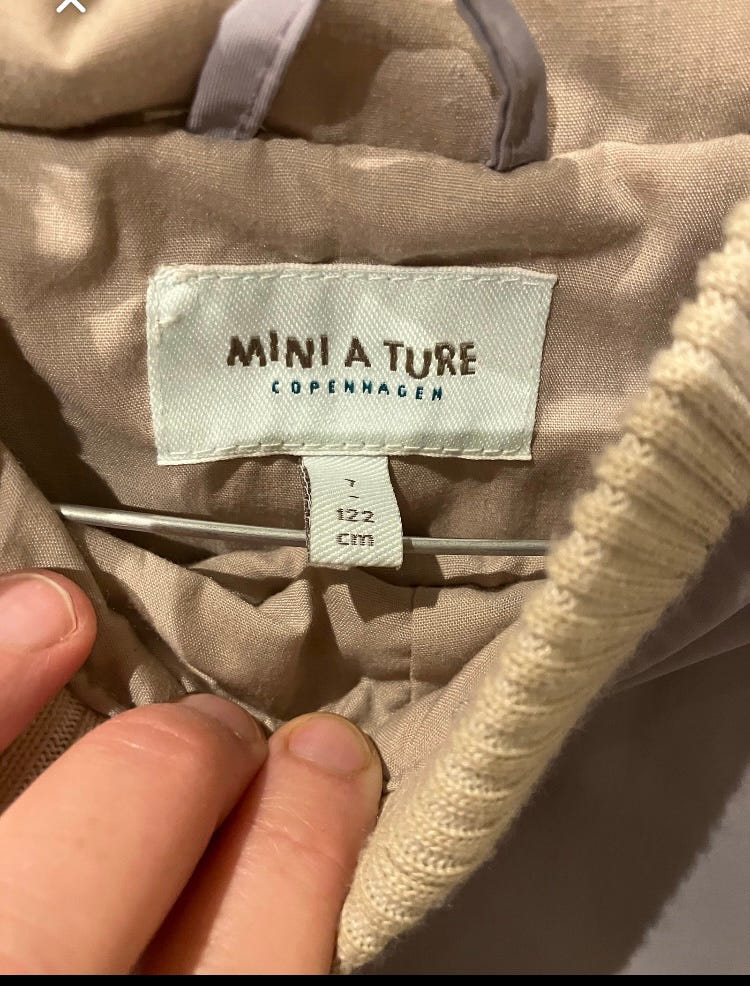 MINI A TURE
COPENHAGEN
7
-
122
cm